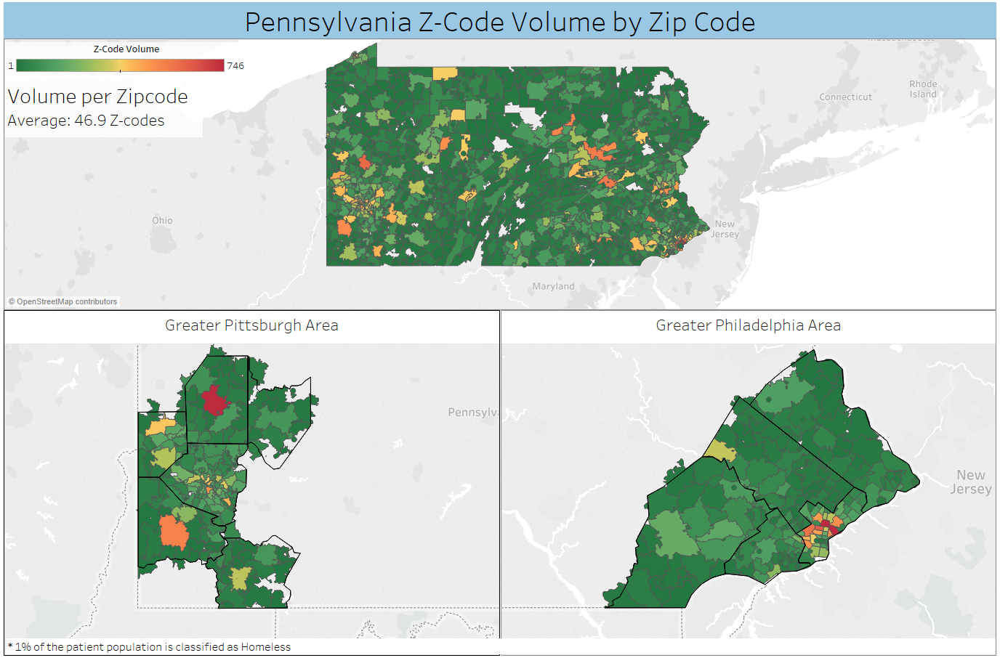 Pennsylvania Z-Code Volume by Zip Code
Massachusetts
Z-Code Volume
1
746
Volume per Zipcode
Average: 46.9 Z-codes
Connecticut
Rhode
Island
Ohio
New
Jersey
Maryland
© OpenStreetMap contributors
Greater Pittsburgh Area
Greater Philadelphia Area
Pennsylva
New
Jersey
* 1% of the patient population is classified as Homeless